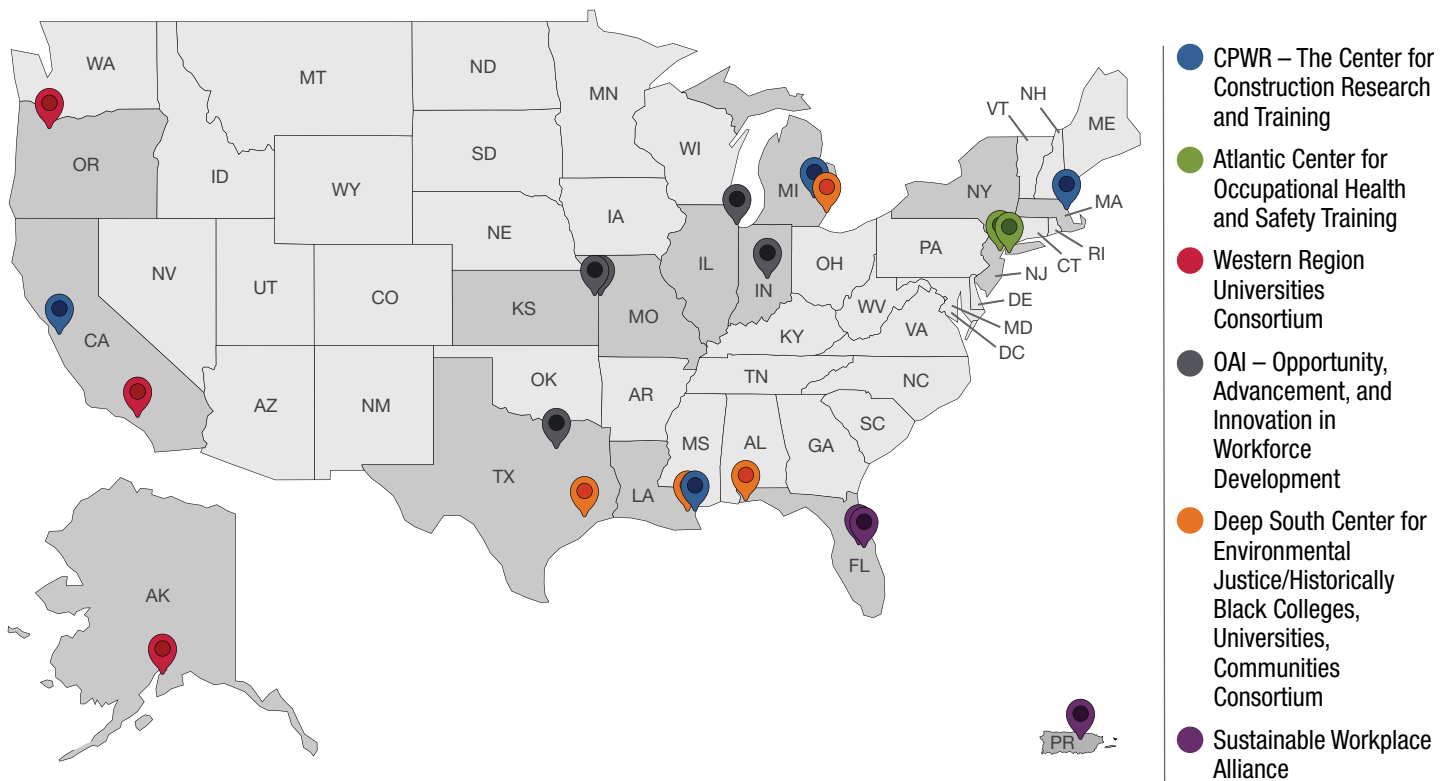 WA
MT
ND
MN
OR
ID
WY
SD
WI
MI
NY
VT
NH
ME
MA
RI
CT
NJ
PA
DE
MD
DC
NV
UT
CO
NE
IA
IL
IN
OH
WV
VA
KY
CA
KS
MO
AZ
NM
OK
AR
TN
NC
SC
TX
LA
MS
AL
GA
FL
AK
PR
CPWR – The Center for
Construction Research
and Training
Atlantic Center for
Occupational Health
and Safety Training
Western Region
Universities
Consortium
OAI – Opportunity,
Advancement, and
Innovation in
Workforce
Development
Deep South Center for
Environmental
Justice/Historically
Black Colleges,
Universities,
Communities
Consortium
Sustainable Workplace
Alliance